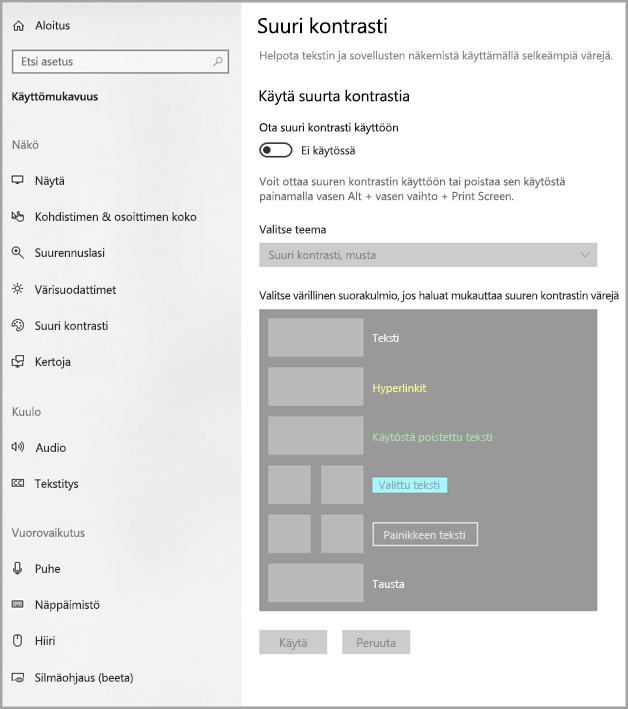 Aloitus
Etsi asetus
Käyttömukavuus
Näkö
Näytä
Kohdistimen & osoittimen koko
Suurennuslasi
Värisuodattimet
Suuri kontrasti
Kertoja
Kuulo
Audio
Tekstitys
Vuorovaikutus
Puhe
Näppäimistö
Hiiri
Silmäohjaus (beeta)
Suuri kontrasti
Helpota tekstin ja sovellusten näkemistä käyttämällä selkeämpiä värejä.
Käytä suurta kontrastia
Ota suuri kontrasti käyttöön
Ei käytössä
Voit ottaa suuren kontrastin käyttöön tai poistaa sen käytöstä
painamalla vasen Alt + vasen vaihto + Print Screen.
Valitse teema
Suuri kontrasti, musta
Valitse värillinen suorakulmio, jos haluat mukauttaa suuren kontrastin värejä
Teksti
Hyperlinkit
Käytöstä poistettu teksti
Valittu teksti
Painikkeen teksti
Tausta
Käytä
Peruuta